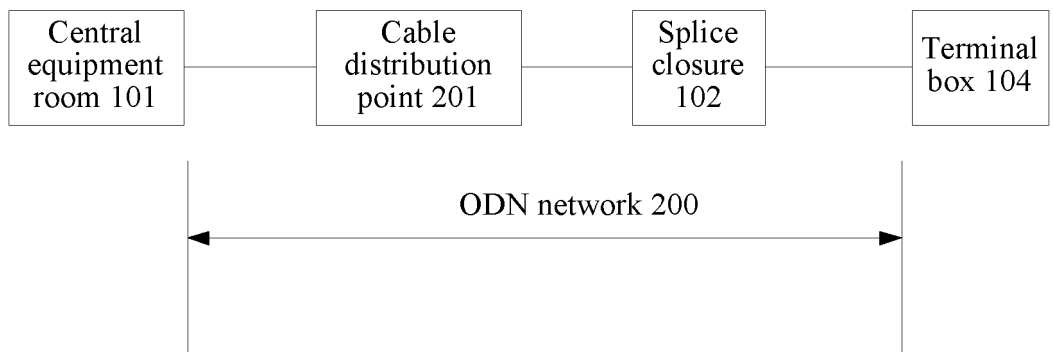 Central
equipment
room 101
Cable
distribution
point 201
Splice
closure
102
Terminal
box 104
ODN network 200